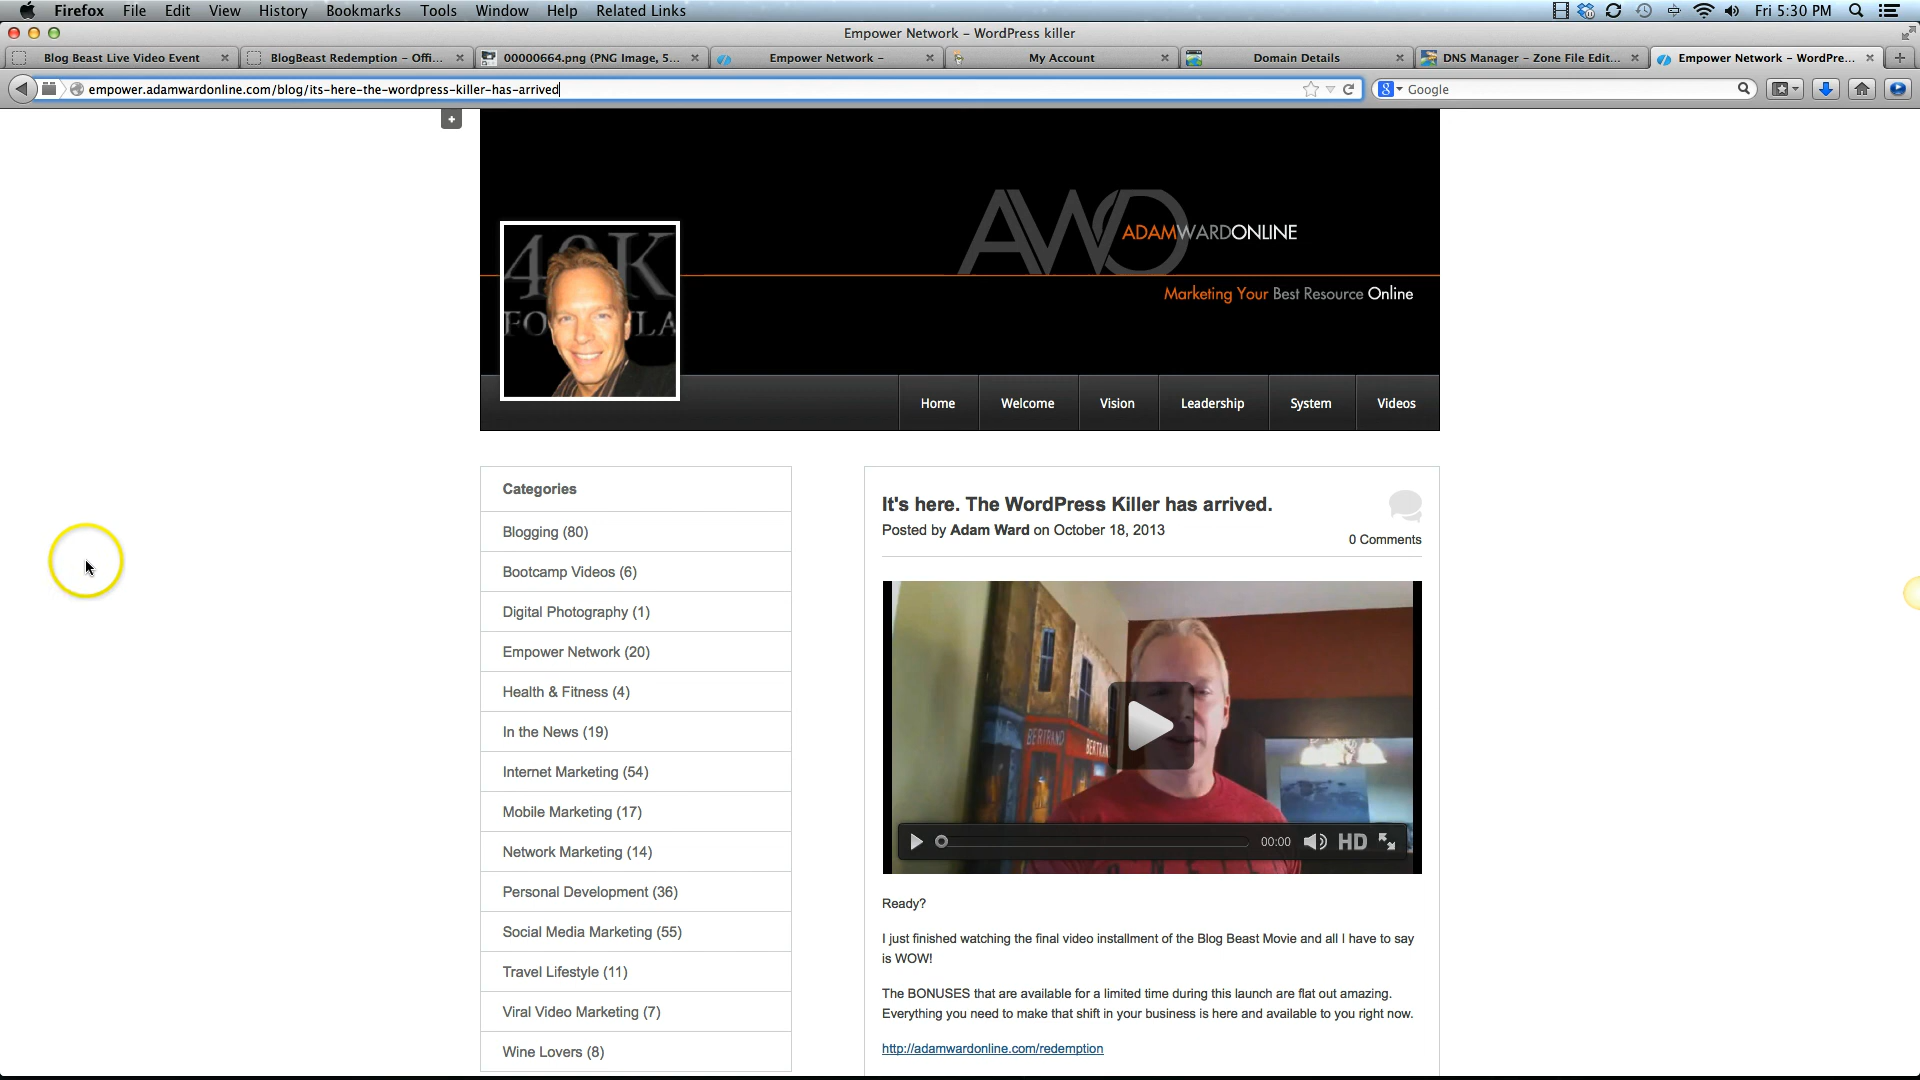 Firefox File Edit View History Bookmarks Tools Window Help Related Links Fri 5:30 PM
Empower Network – WordPress killer
Blog Beast Live Video Event BlogBeast Redemption – Offi... 00000664.png (PNG Image, 5... Empower Network – My Account Domain Details DNS Manager – Zone File Edit... Empower Network – WordPre...
empower.adamwardonline.com/blog/its-here-the-wordpress-killer-has-arrived Google
AWO
ADAMWARDONLINE
Marketing Your Best Resource Online
40K
FORMULA
Home Welcome Vision Leadership System Videos
Categories
Blogging (80)
Bootcamp Videos (6)
Digital Photography (1)
Empower Network (20)
Health & Fitness (4)
In the News (19)
Internet Marketing (54)
Mobile Marketing (17)
Network Marketing (14)
Personal Development (36)
Social Media Marketing (55)
Travel Lifestyle (11)
Viral Video Marketing (7)
Wine Lovers (8)
It's here. The WordPress Killer has arrived.
Posted by Adam Ward on October 18, 2013
0 Comments
BERTRAND
00:00 HD
Ready?
I just finished watching the final video installment of the Blog Beast Movie and all I have to say
is WOW!
The BONUSES that are available for a limited time during this launch are flat out amazing.
Everything you need to make that shift in your business is here and available to you right now.
http://adamwardonline.com/redemption